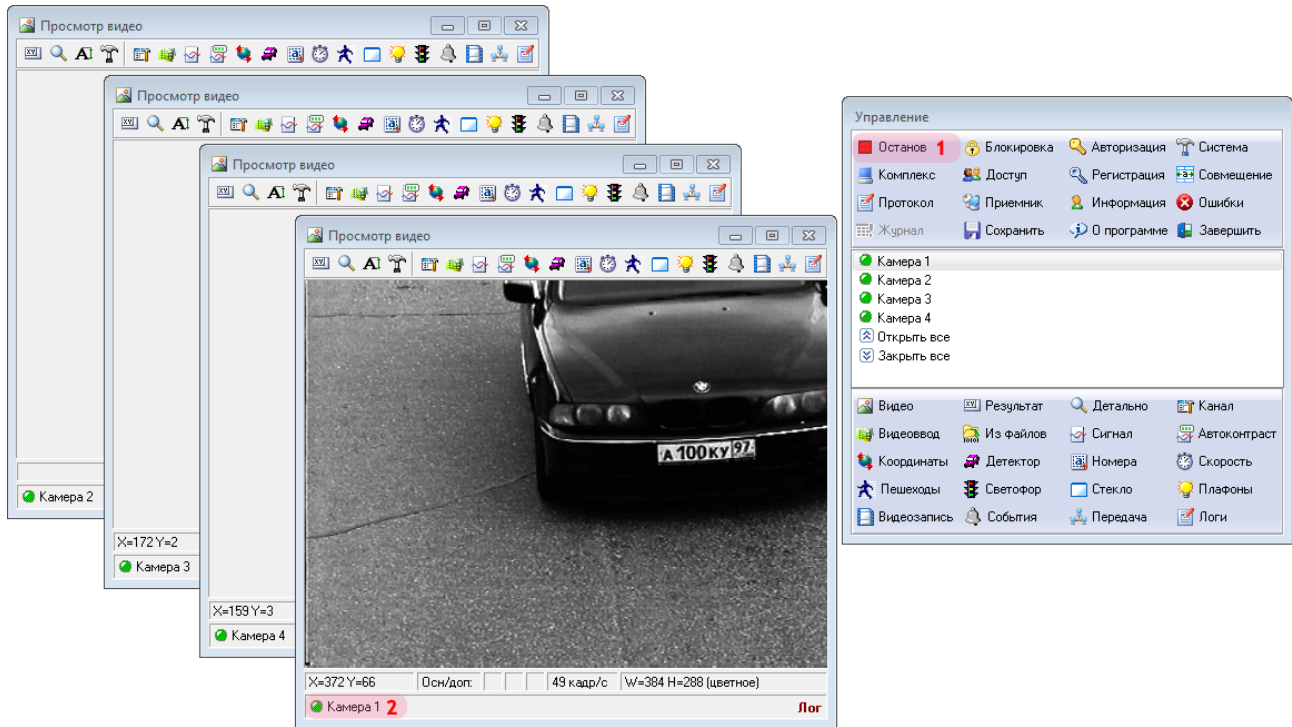 Просмотр видео
Камера 2
Просмотр видео
X=172 Y=2
Камера 3
Просмотр видео
X=159 Y=3
Камера 4
Просмотр видео
А 100 КУ 97
X=372 Y=66 Осн/доп: 49 кадр/с W=384 H=288 (цветное)
Камера 1 2 Лог
Управление
Останов 1 Блокировка Авторизация Система
Комплекс Доступ Регистрация Совмещение
Протокол Приемник Информация Ошибки
Журнал Сохранить О программе Завершить
Камера 1
Камера 2
Камера 3
Камера 4
Открыть все
Закрыть все
Видео Результат Детально Канал
Видеоввод Из файлов Сигнал Автоконтраст
Координаты Детектор Номера Скорость
Пешеходы Светофор Стекло Плафоны
Видеозапись События Передача Логи